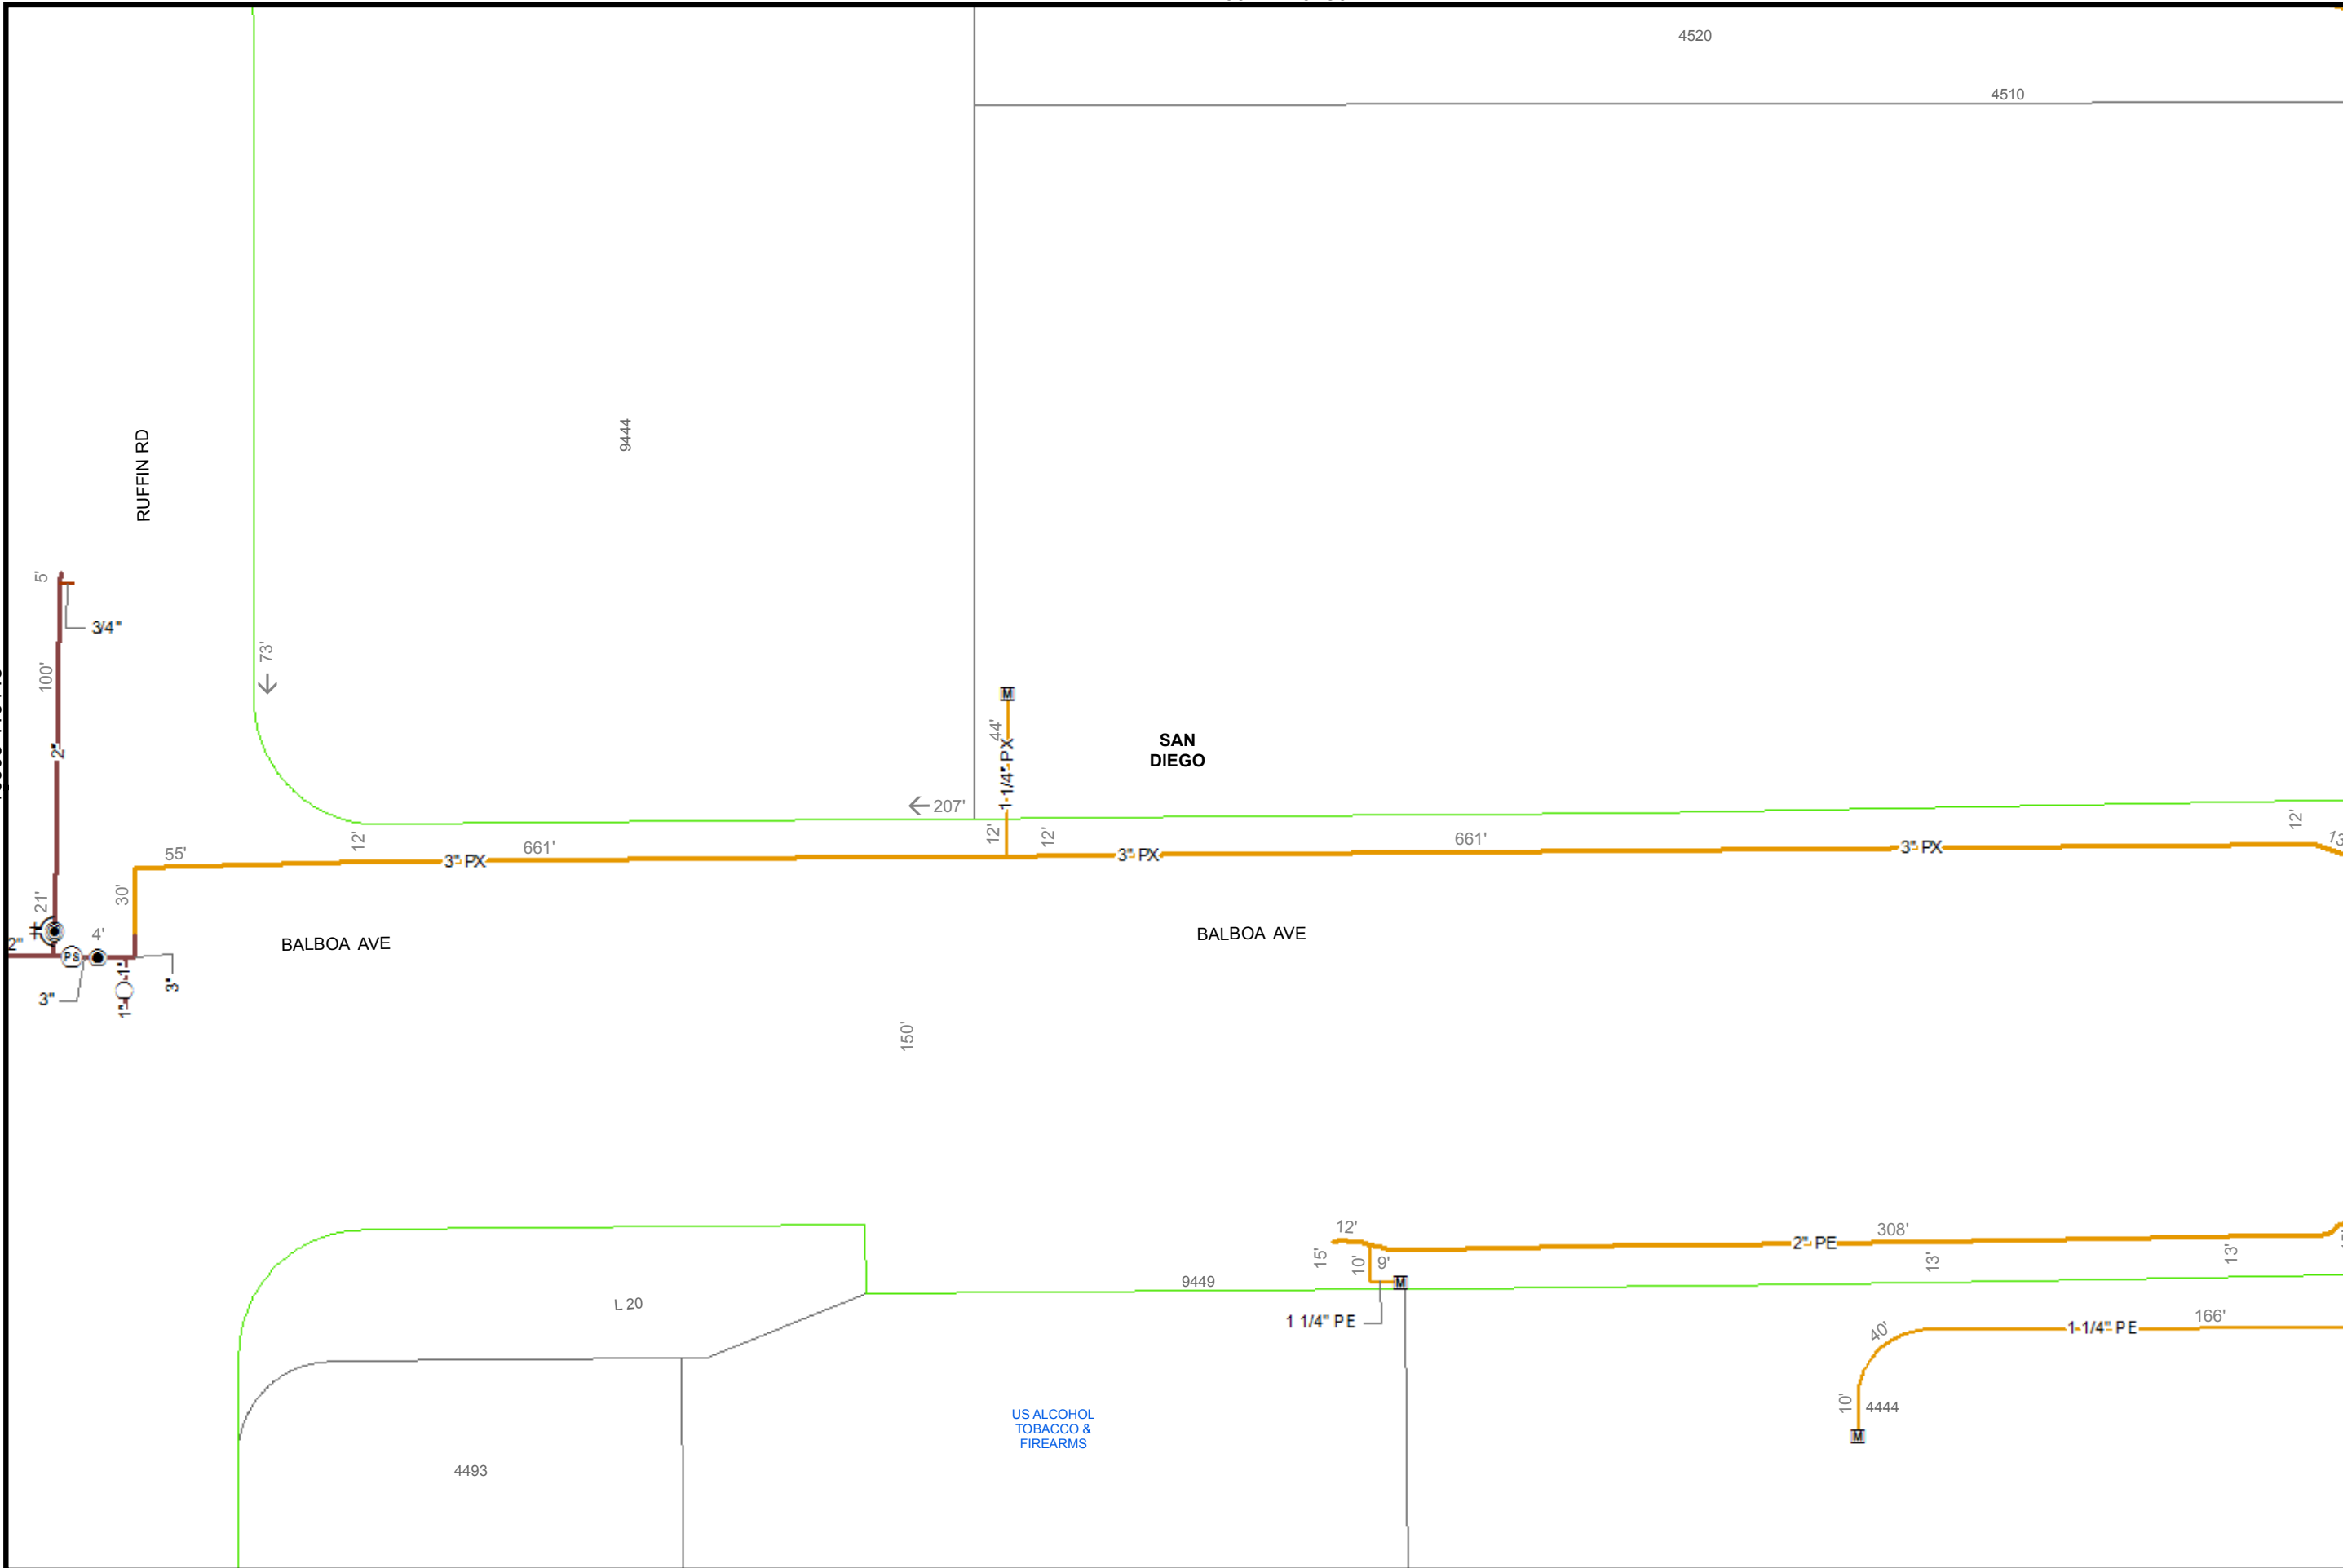 4520
4510
9444
RUFFIN RD
5'
3/4"
100'
73'
2"
44'
1-1/4" PX
SAN
DIEGO
207'
12'
12'
12'
12'
55'
3" PX
661'
3" PX
661'
3" PX
30'
21'
4'
2"
PS
BALBOA AVE
BALBOA AVE
3"
1"
1"
3"
150'
12'
15'
10'
9'
M
M
M
2" PE
308'
13'
13'
9449
L 20
1 1/4" PE
40'
1-1/4" PE
166'
10'
4444
US ALCOHOL
TOBACCO &
FIREARMS
4493